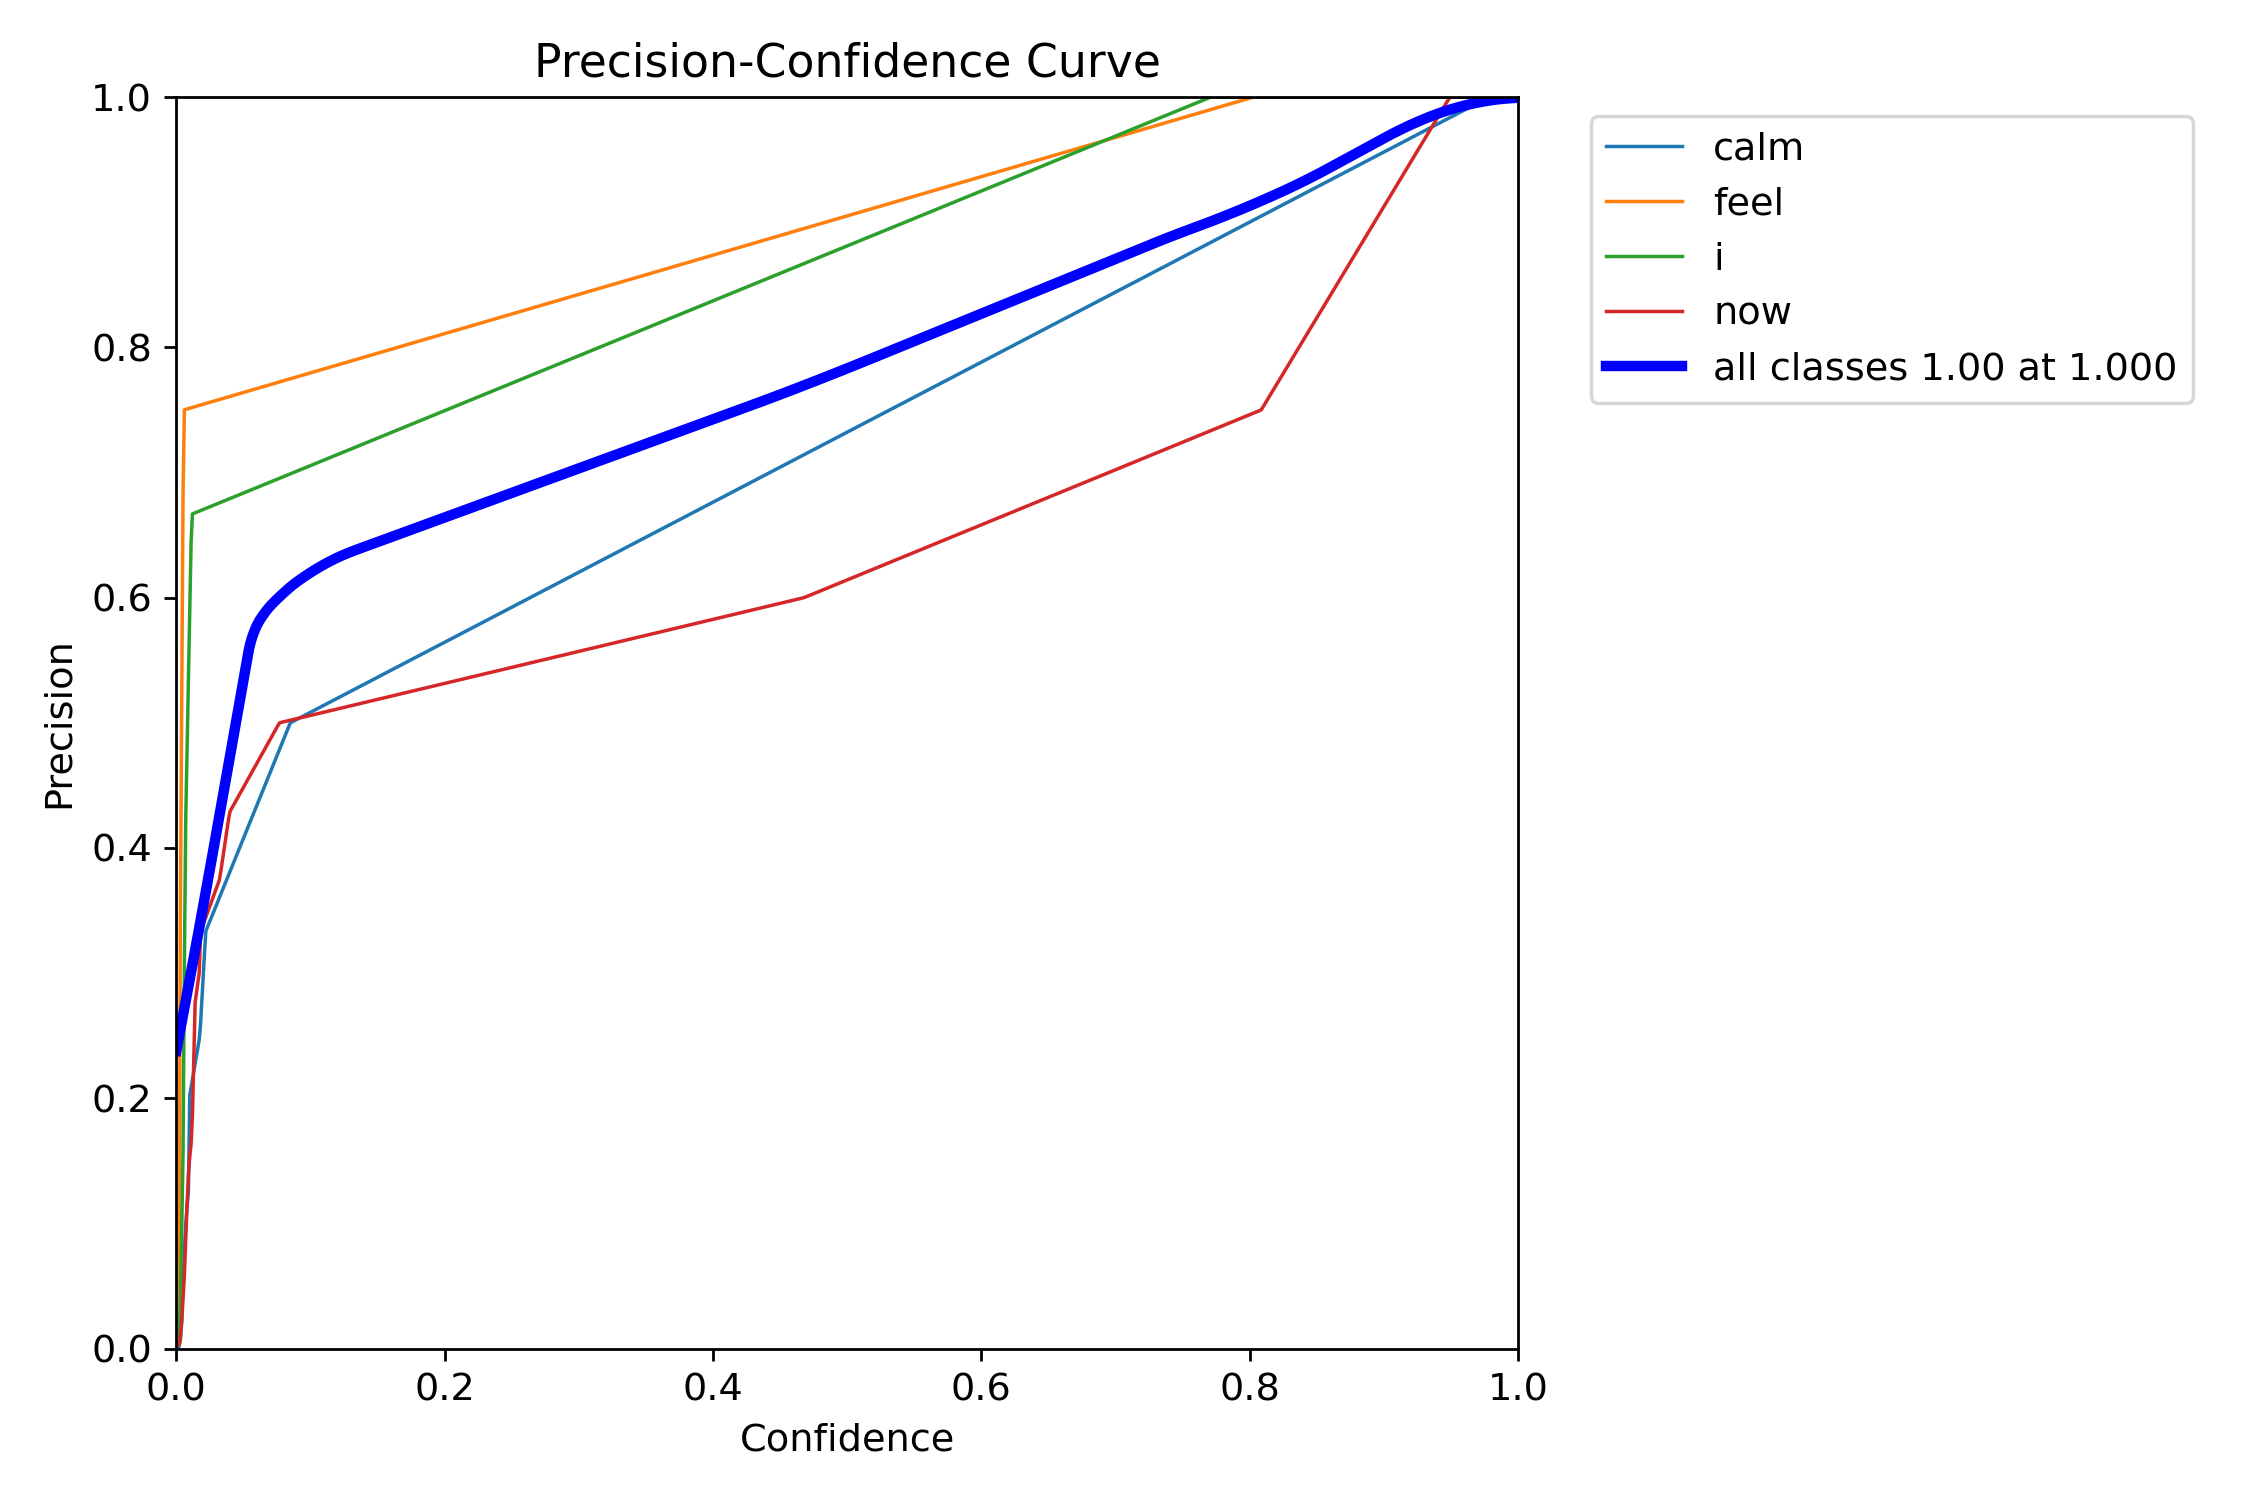 Precision-Confidence Curve
1.0
0.8
0.6
0.4
0.2
0.0
Precision
0.0 0.2 0.4 0.6 0.8 1.0
Confidence
calm
feel
i
now
all classes 1.00 at 1.000